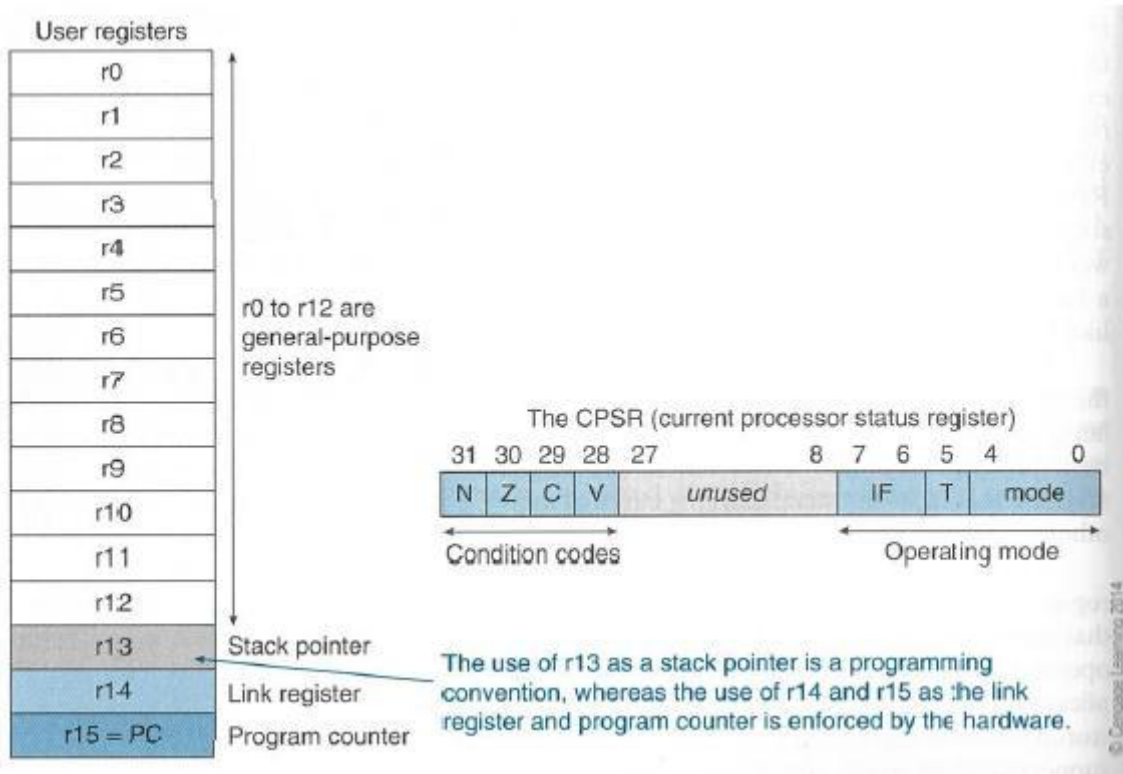 User registers
r0
r1
r2
r3
r4
r5
r6
r7
r8
r9
r10
r11
r12
r13
r14
r15 = PC
r0 to r12 are
general-purpose
registers
Stack pointer
Link register
Program counter
The CPSR (current processor status register)
31 30 29 28 27 8 7 6 5 4 0
N Z C V unused IF T mode
Condition codes Operating mode
The use of r13 as a stack pointer is a programming
convention, whereas the use of r14 and r15 as the link
register and program counter is enforced by the hardware.
© Cengage Learning 2014